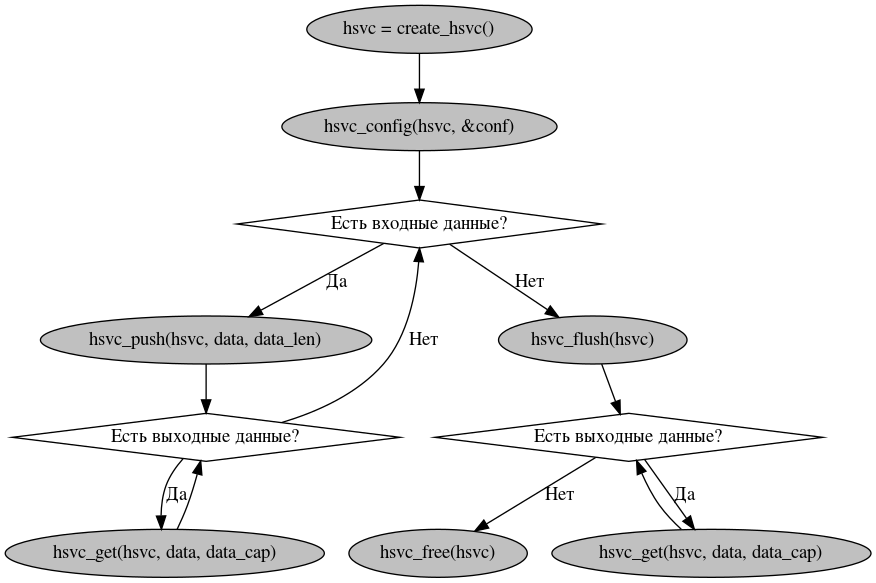 hsvc = create_hsvc()
hsvc_config(hsvc, &conf)
Есть входные данные?
Да
Нет
hsvc_push(hsvc, data, data_len)
Нет
hsvc_flush(hsvc)
Есть выходные данные?
Есть выходные данные?
Да
Нет
Да
hsvc_get(hsvc, data, data_cap)
hsvc_free(hsvc)
hsvc_get(hsvc, data, data_cap)